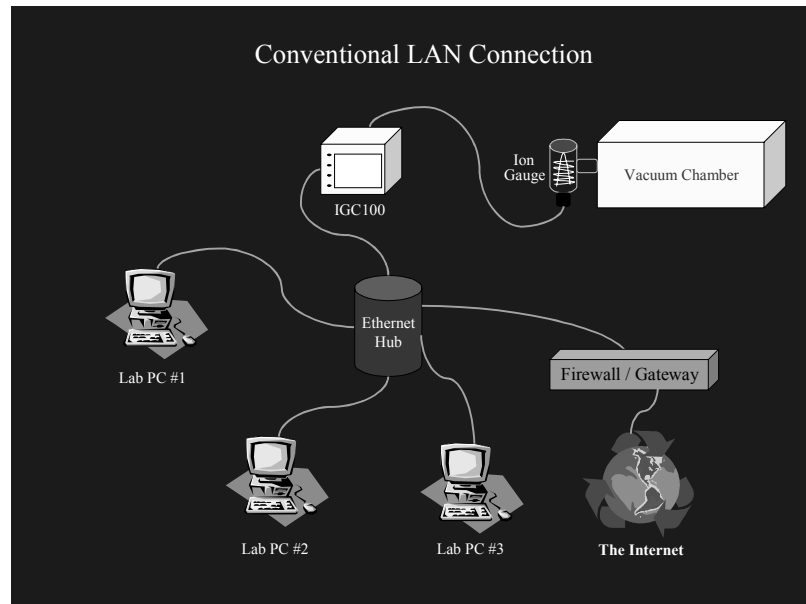 Conventional LAN Connection
Ion
Gauge
Vacuum Chamber
IGC100
Ethernet
Hub
Lab PC #1
Firewall / Gateway
Lab PC #2
Lab PC #3
The Internet